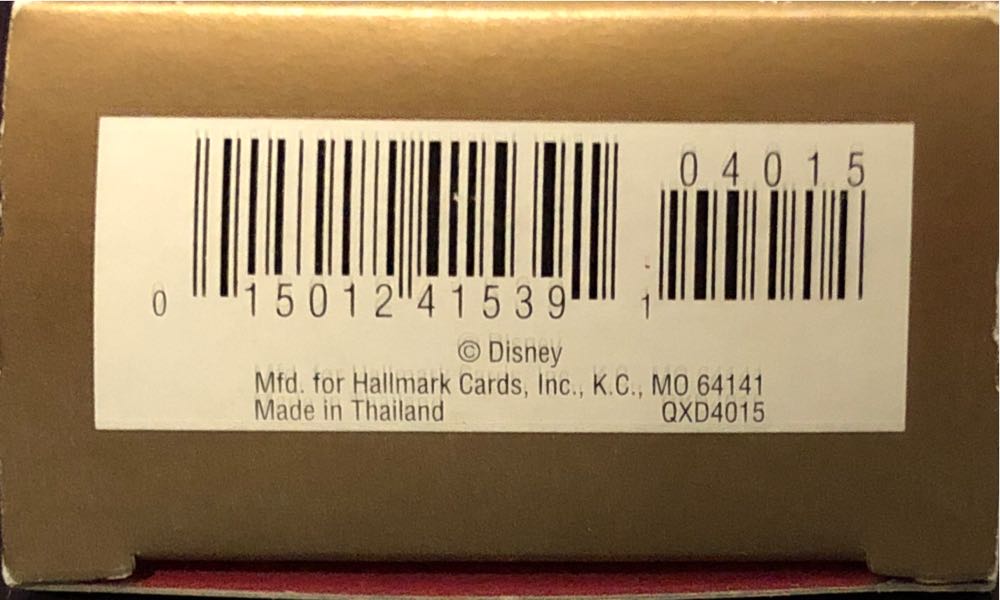 04015
0 15012 41539 1
© Disney
Mfd. for Hallmark Cards, Inc., K.C., MO 64141
Made in Thailand QXD4015